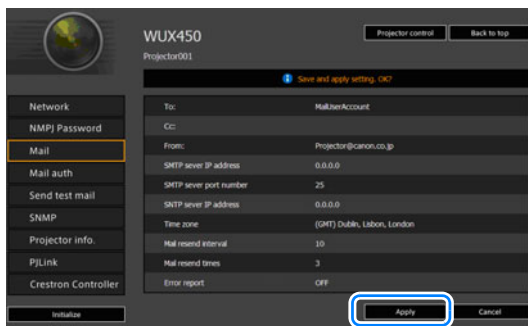 WUX450
Projector001
Projector control
Back to top
Save and apply setting. OK?
Network
NMPJ Password
Mail
Mail auth
Send test mail
SNMP
Projector info.
PJLink
Crestron Controller
Initialize
To: MailUserAccount
Cc:
From: Projector@canon.co.jp
SMTP sever IP address 0.0.0.0
SMTP sever port number 25
SNTP sever IP address 0.0.0.0
Time zone (GMT) Dublin, Lisbon, London
Mail resend interval 10
Mail resend times 3
Error report OFF
Apply
Cancel